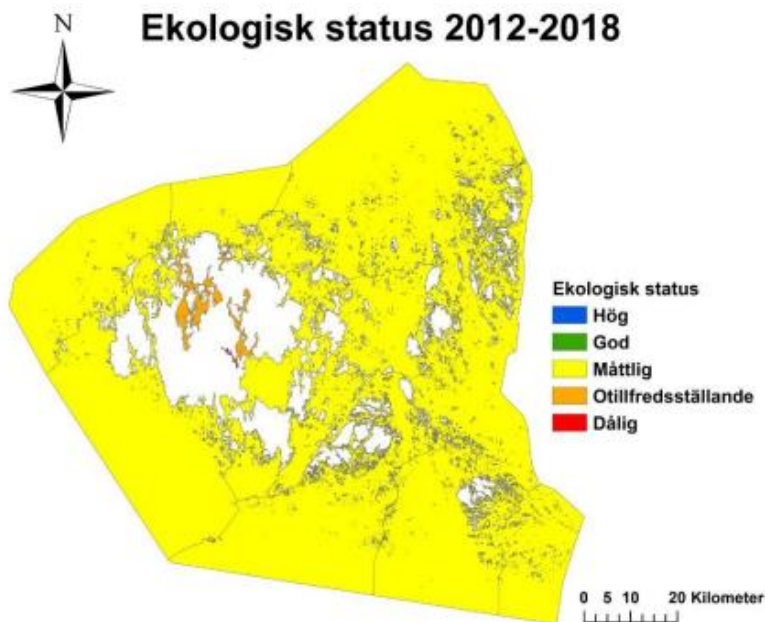 Ekologisk status 2012-2018
N
Ekologisk status
Hög
God
Måttlig
Otillfredsställande
Dålig
0 5 10 20 Kilometer